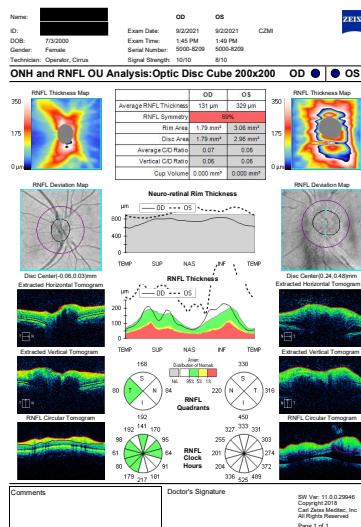 Name:
OD OS
ZEISS
ID: Exam Date: 9/2/2021 9/2/2021 CZMI
DOB: 7/3/2000 Exam Time: 1:45 PM 1:49 PM
Gender: Female Serial Number: 5000-8209 5000-8209
Technician: Operator, Cirrus Signal Strength: 10/10 8/10
ONH and RNFL OU Analysis:Optic Disc Cube 200x200 OD OS
RNFL Thickness Map
350
175
0 µm
OD OS
Average RNFL Thickness 131 µm 329 µm
RNFL Symmetry 89%
Rim Area 1.79 mm² 3.06 mm²
Disc Area 1.79 mm² 2.96 mm²
Average C/D Ratio 0.07 0.06
Vertical C/D Ratio 0.06 0.06
Cup Volume 0.000 mm³ 0.000 mm³
RNFL Thickness Map
350
175
0 µm
RNFL Deviation Map
Disc Center(-0.06,0.03)mm
Neuro-retinal Rim Thickness
µm OD OS
800
400
0
TEMP SUP NAS INF TEMP
RNFL Deviation Map
Disc Center(0.24,0.48)mm
Extracted Horizontal Tomogram
RNFL Thickness
µm OD OS
200
100
0
TEMP SUP NAS INF TEMP
Extracted Horizontal Tomogram
Extracted Vertical Tomogram
168
80 S N I T 84
192
Distribution of Normals
NA 95% 5% 1%
RNFL Quadrants
330
201 S T I N 316
450
Extracted Vertical Tomogram
RNFL Circular Tomogram
192 141 170
98 95
61 64
80 91
179 217 181
RNFL Clock Hours
327 333 331
255 303
220 274
204 372
336 525 489
RNFL Circular Tomogram
Comments
Doctor's Signature
SW Ver: 11.0.0.29946
Copyright 2018
Carl Zeiss Meditec, Inc
All Rights Reserved
Page 1 of 1